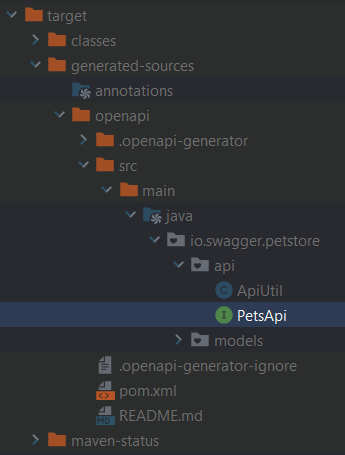 target
classes
generated-sources
annotations
openapi
.openapi-generator
src
main
java
io.swagger.petstore
api
C ApiUtil
I PetsApi
models
.openapi-generator-ignore
pom.xml
README.md
maven-status